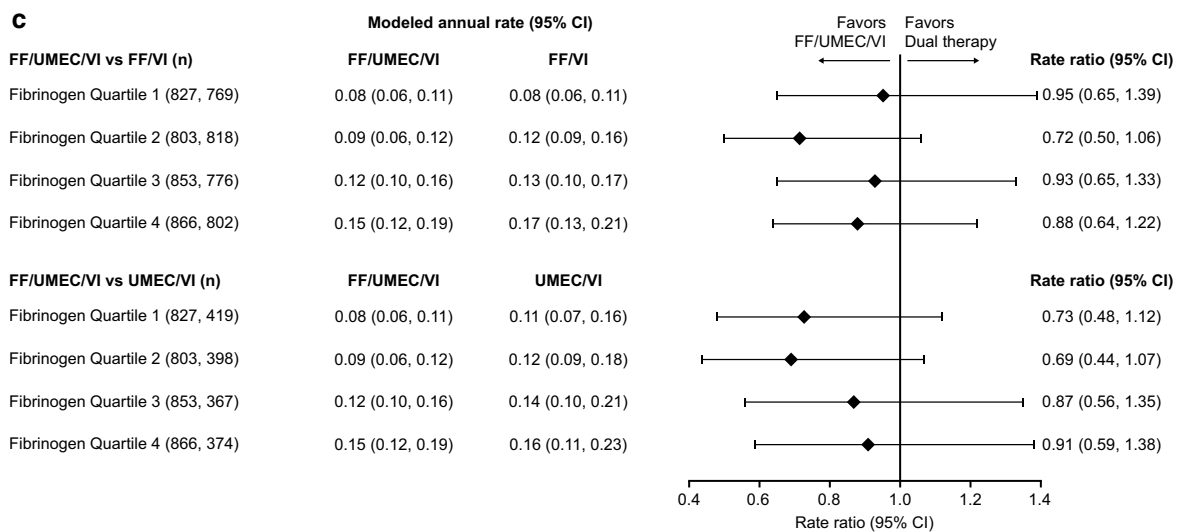 c
Modeled annual rate (95% CI)
Favors FF/UMEC/VI
Favors Dual therapy
FF/UMEC/VI vs FF/VI (n) FF/UMEC/VI FF/VI Rate ratio (95% CI)
Fibrinogen Quartile 1 (827, 769) 0.08 (0.06, 0.11) 0.08 (0.06, 0.11) 0.95 (0.65, 1.39)
Fibrinogen Quartile 2 (803, 818) 0.09 (0.06, 0.12) 0.12 (0.09, 0.16) 0.72 (0.50, 1.06)
Fibrinogen Quartile 3 (853, 776) 0.12 (0.10, 0.16) 0.13 (0.10, 0.17) 0.93 (0.65, 1.33)
Fibrinogen Quartile 4 (866, 802) 0.15 (0.12, 0.19) 0.17 (0.13, 0.21) 0.88 (0.64, 1.22)
FF/UMEC/VI vs UMEC/VI (n) FF/UMEC/VI UMEC/VI Rate ratio (95% CI)
Fibrinogen Quartile 1 (827, 419) 0.08 (0.06, 0.11) 0.11 (0.07, 0.16) 0.73 (0.48, 1.12)
Fibrinogen Quartile 2 (803, 398) 0.09 (0.06, 0.12) 0.12 (0.09, 0.18) 0.69 (0.44, 1.07)
Fibrinogen Quartile 3 (853, 367) 0.12 (0.10, 0.16) 0.14 (0.10, 0.21) 0.87 (0.56, 1.35)
Fibrinogen Quartile 4 (866, 374) 0.15 (0.12, 0.19) 0.16 (0.11, 0.23) 0.91 (0.59, 1.38)
0.4 0.6 0.8 1.0 1.2 1.4
Rate ratio (95% CI)